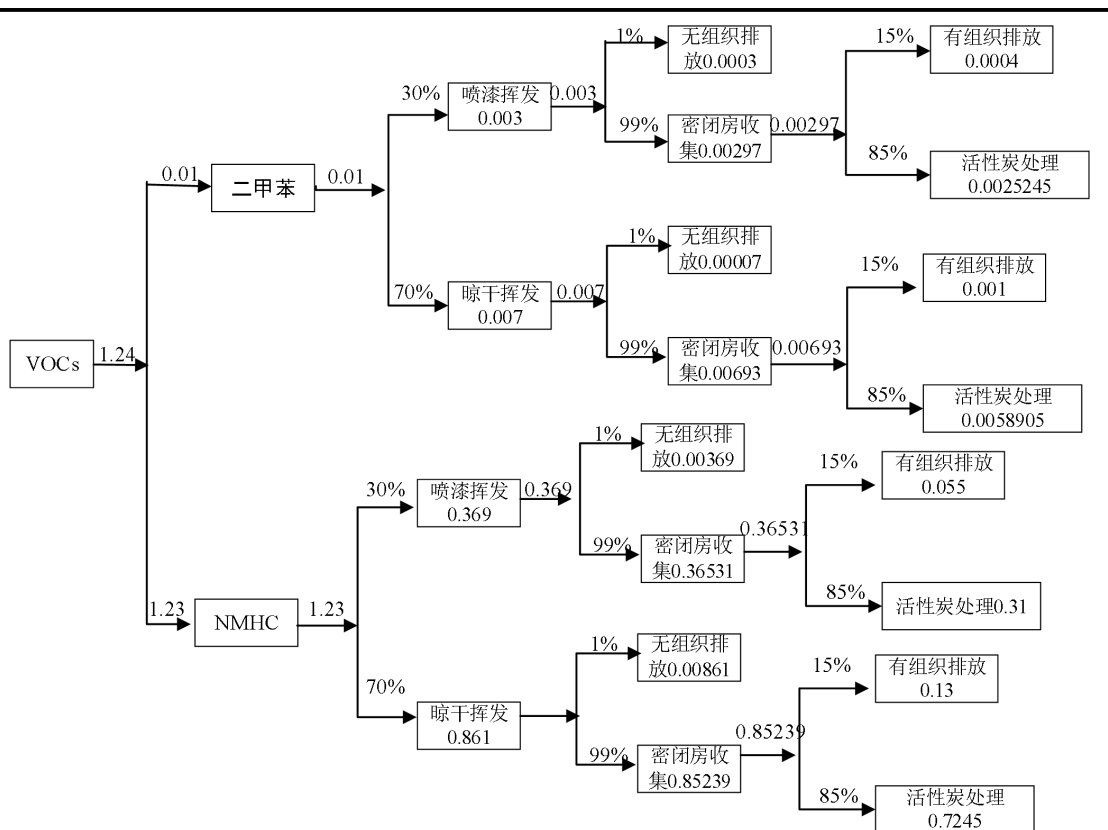 1%
无组织排
放0.0003
15%
有组织排放
0.0004
30%
喷漆挥发
0.003
0.003
99%
密闭房收
集0.00297
0.00297
85%
活性炭处理
0.0025245
0.01
二甲苯
0.01
1%
无组织排
放0.00007
15%
有组织排放
0.001
70%
晾干挥发
0.007
0.007
99%
密闭房收
集0.00693
0.00693
85%
活性炭处理
0.0058905
VOCs
1.24
1%
无组织排
放0.00369
15%
有组织排放
0.055
30%
喷漆挥发
0.369
0.369
99%
密闭房收
集0.36531
0.36531
85%
活性炭处理0.31
1.23
NMHC
1.23
1%
无组织排
放0.00861
15%
有组织排放
0.13
70%
晾干挥发
0.861
99%
密闭房收
集0.85239
0.85239
85%
活性炭处理
0.7245